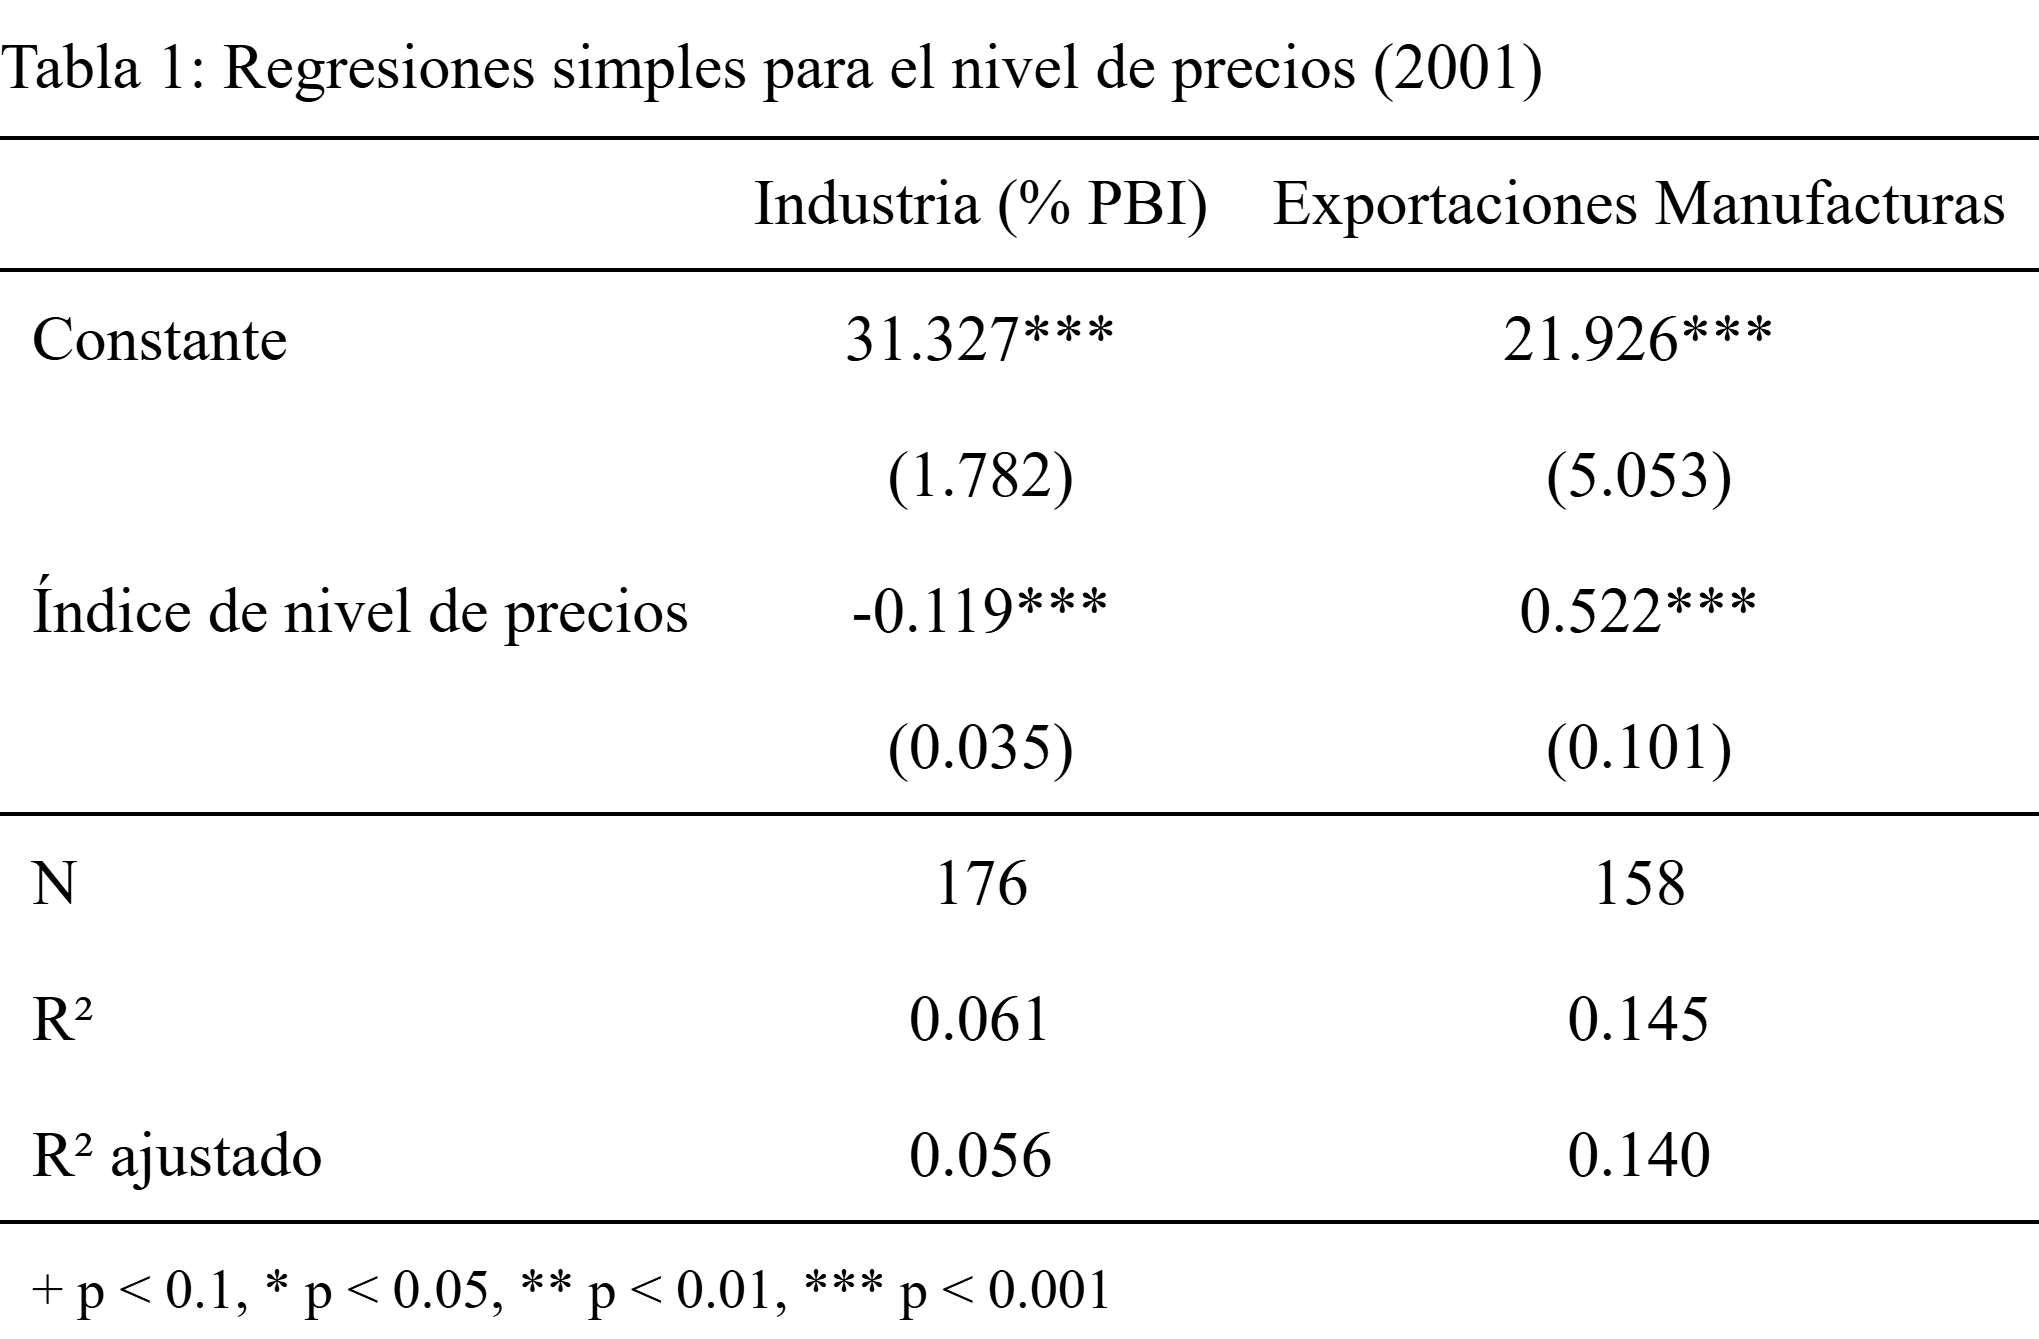 Tabla 1: Regresiones simples para el nivel de precios (2001)
Industria (% PBI) Exportaciones Manufacturas
Constante 31.327*** 21.926***
(1.782) (5.053)
Índice de nivel de precios -0.119*** 0.522***
(0.035) (0.101)
N 176 158
R² 0.061 0.145
R² ajustado 0.056 0.140
+ p < 0.1, * p < 0.05, ** p < 0.01, *** p < 0.001